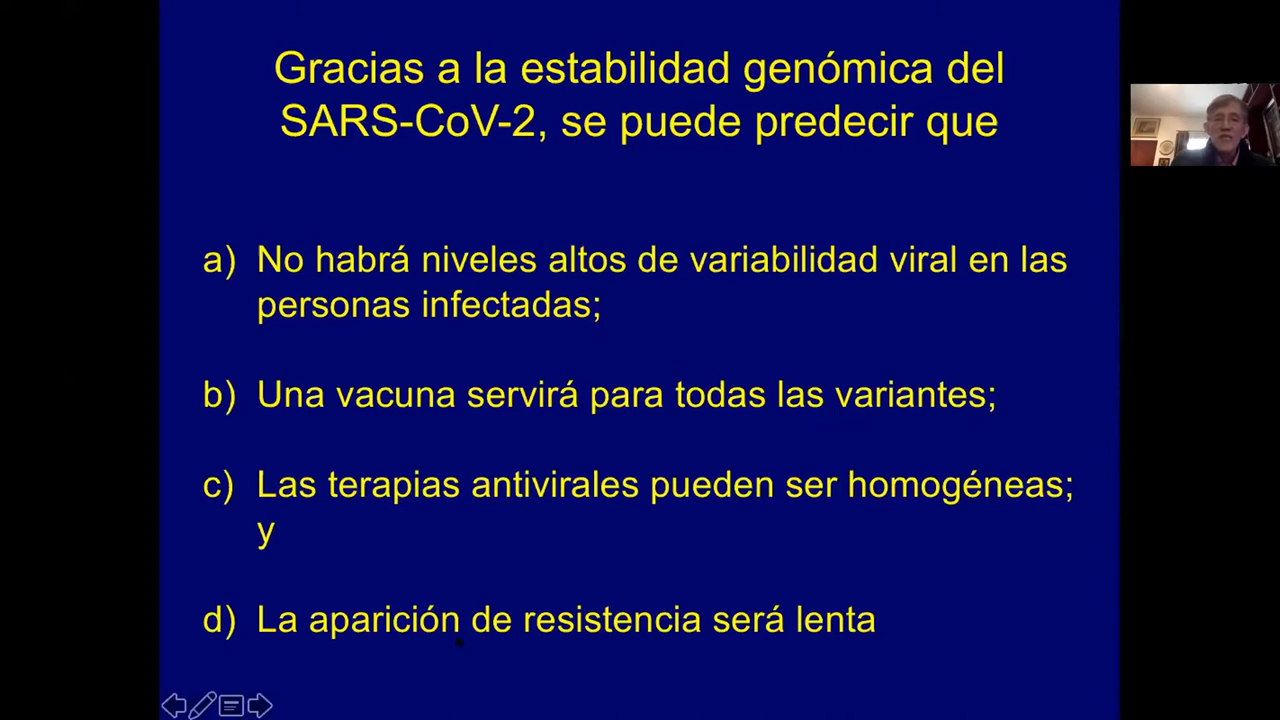 Gracias a la estabilidad genómica del
SARS-CoV-2, se puede predecir que
a) No habrá niveles altos de variabilidad viral en las
personas infectadas;
b) Una vacuna servirá para todas las variantes;
c) Las terapias antivirales pueden ser homogéneas;
y
d) La aparición de resistencia será lenta